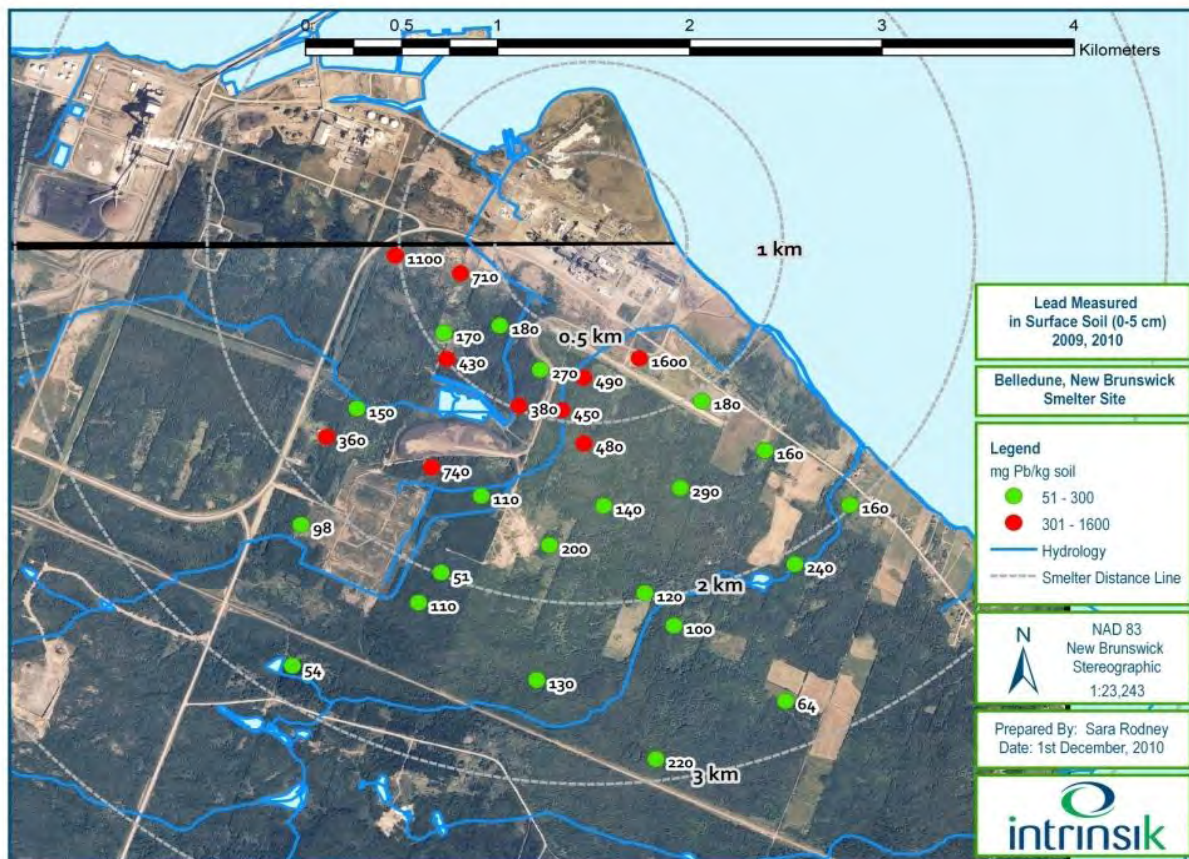 0 0.5 1 2 3 4
Kilometers
1 km
1100
710
180
170
0.5 km
430
1600
270
490
150
380
450
180
360
480
160
740
290
110
140
160
98
200
240
51
2 km
120
110
100
54
130
64
220
3 km
Lead Measured
in Surface Soil (0-5 cm)
2009, 2010
Belledune, New Brunswick
Smelter Site
Legend
mg Pb/kg soil
51 - 300
301 - 1600
Hydrology
Smelter Distance Line
N
NAD 83
New Brunswick
Stereographic
1:23,243
Prepared By: Sara Rodney
Date: 1st December, 2010
intrinsik